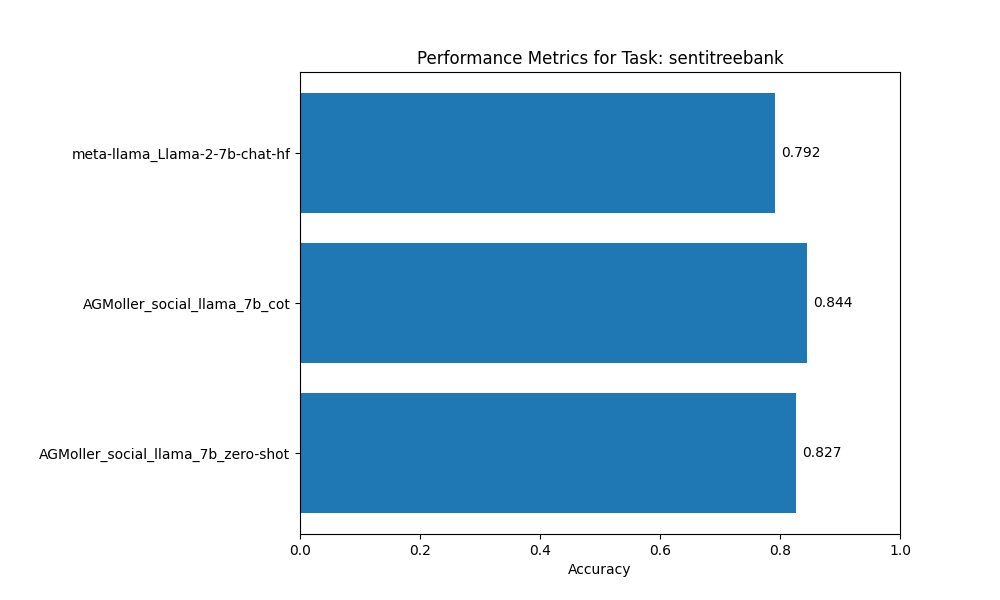 Performance Metrics for Task: sentitreebank
meta-llama_Llama-2-7b-chat-hf
0.792
AGMoller_social_llama_7b_cot
0.844
AGMoller_social_llama_7b_zero-shot
0.827
0.0 0.2 0.4 0.6 0.8 1.0
Accuracy